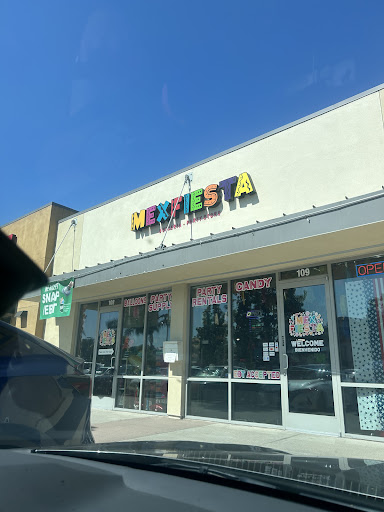 MEXFIESTA
SNAP
/EBT
BALLOONS
PARTY
SUPPLIES
PARTY
RENTALS
CANDY
109
OPEN
WELCOME
BIENVENIDO
EBT ACCEPTED